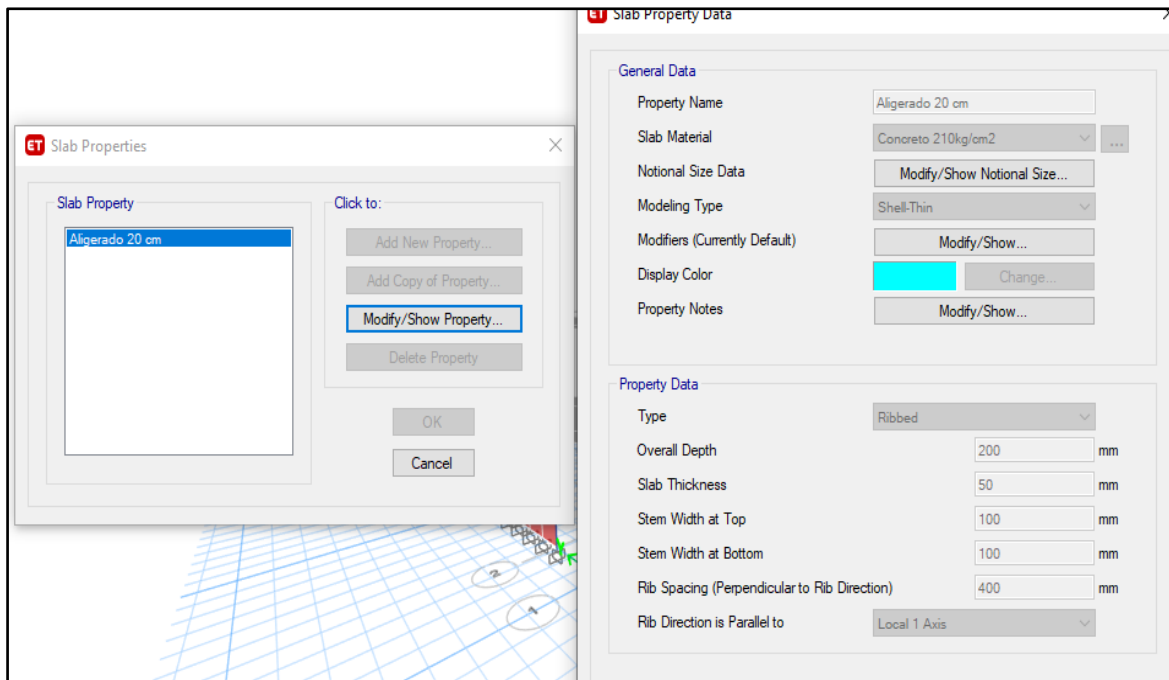 ET Slab Properties
Slab Property
Aligerado 20 cm
Click to:
Add New Property...
Add Copy of Property...
Modify/Show Property...
Delete Property
OK
Cancel
2
1
ET Slab Property Data
General Data
Property Name Aligerado 20 cm
Slab Material Concreto 210kg/cm2 ...
Notional Size Data Modify/Show Notional Size...
Modeling Type Shell-Thin
Modifiers (Currently Default) Modify/Show...
Display Color Change...
Property Notes Modify/Show...
Property Data
Type Ribbed
Overall Depth 200 mm
Slab Thickness 50 mm
Stem Width at Top 100 mm
Stem Width at Bottom 100 mm
Rib Spacing (Perpendicular to Rib Direction) 400 mm
Rib Direction is Parallel to Local 1 Axis